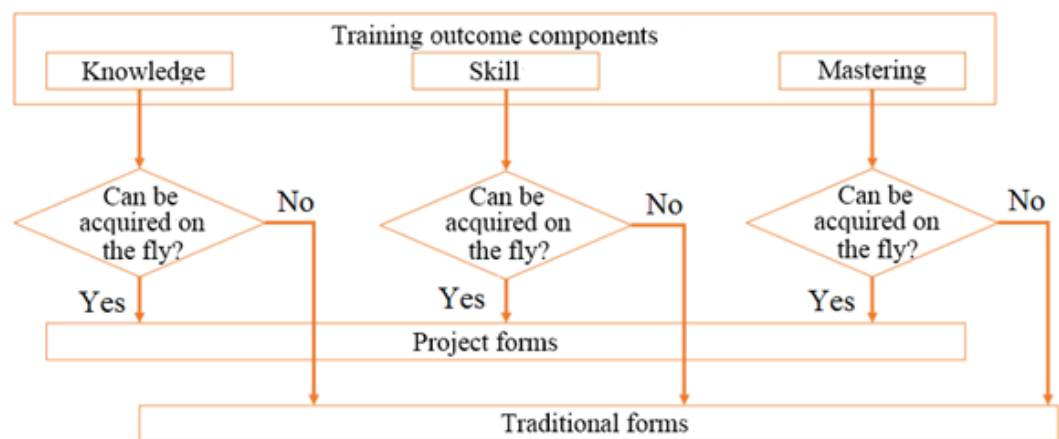 Training outcome components
Knowledge
Skill
Mastering
Can be
acquired on
the fly?
No
Can be
acquired on
the fly?
No
Can be
acquired on
the fly?
No
Yes
Yes
Yes
Project forms
Traditional forms